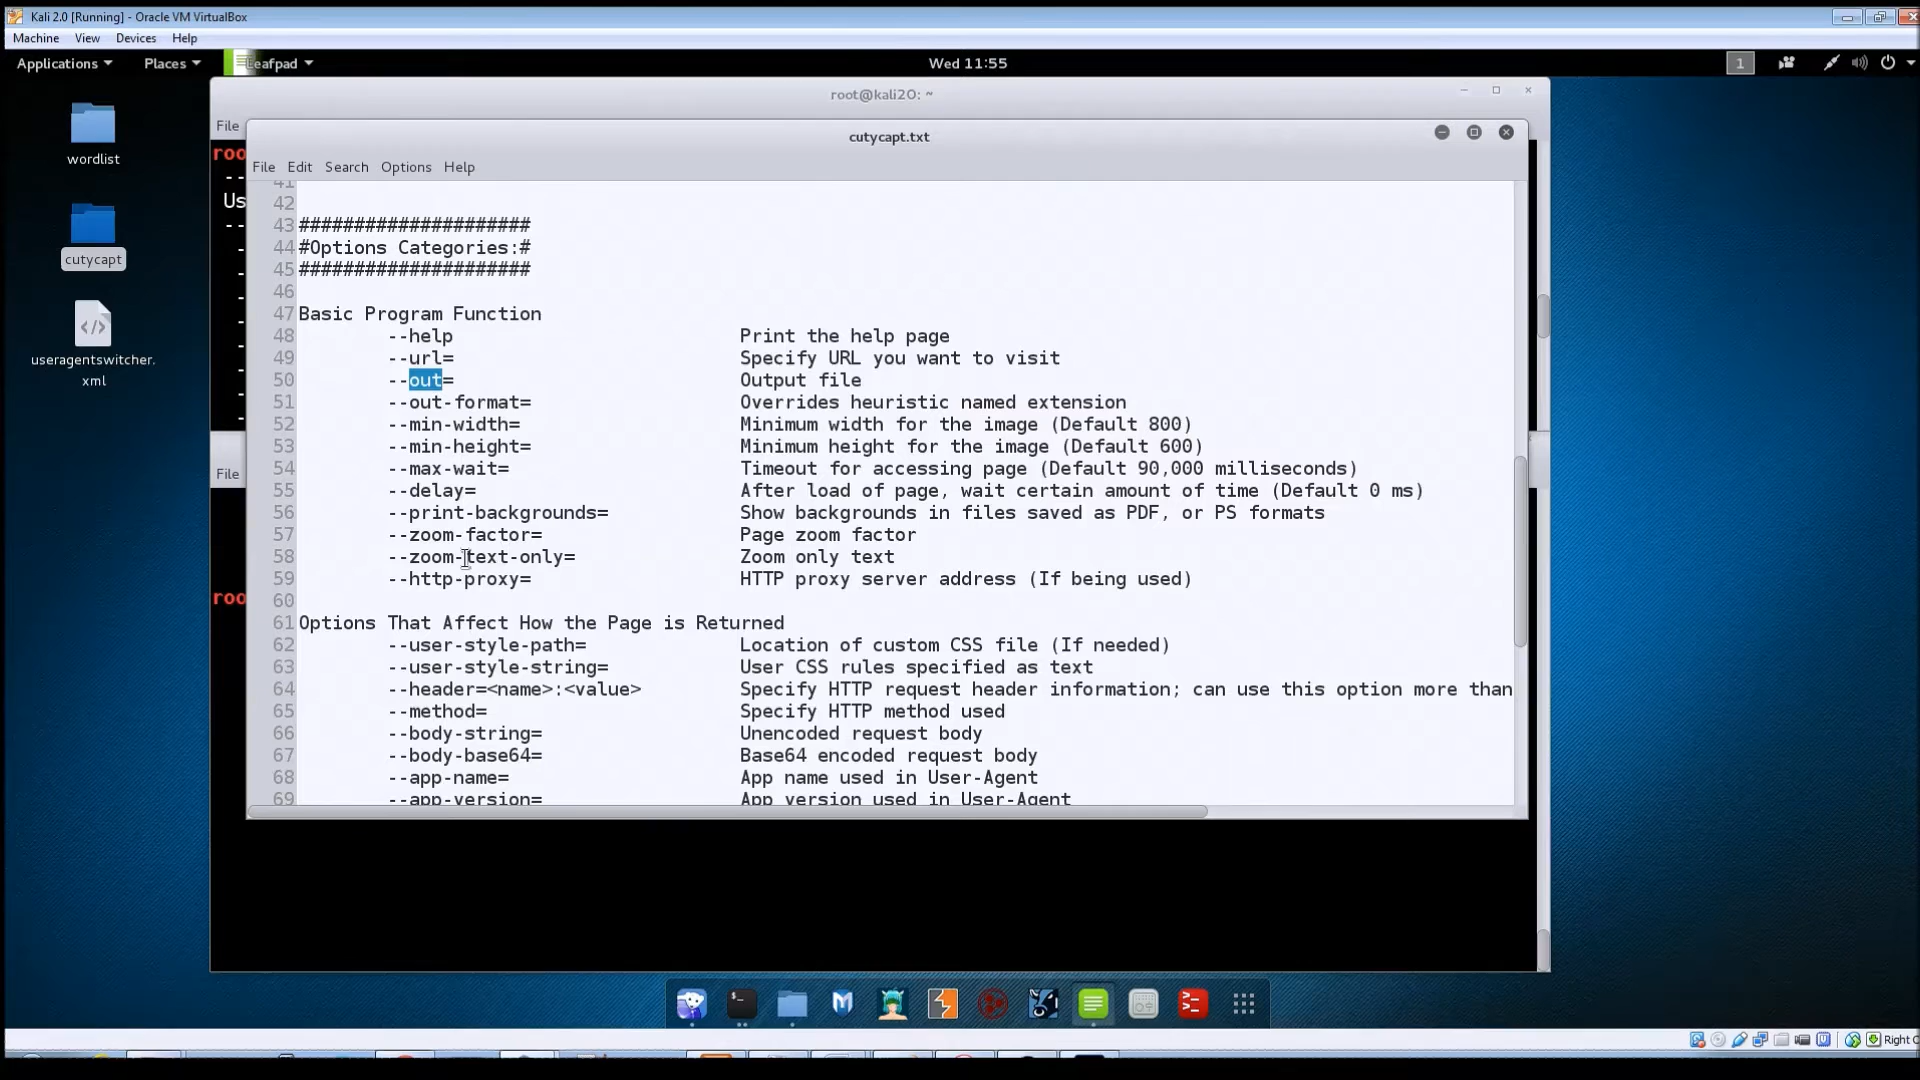 Kali 2.0 [Running] - Oracle VM VirtualBox
Machine View Devices Help
Applications Places Leafpad Wed 11:55 1
root@kali20: ~
File
cutycapt.txt
File Edit Search Options Help
wordlist
cutycapt
useragentswitcher.
xml
roo
--
Us
--
-
-
-
-
-
-
-
-
File
roo
41
42
43 #####################
44 #Options Categories:#
45 #####################
46
47 Basic Program Function
48 --help Print the help page
49 --url= Specify URL you want to visit
50 --out= Output file
51 --out-format= Overrides heuristic named extension
52 --min-width= Minimum width for the image (Default 800)
53 --min-height= Minimum height for the image (Default 600)
54 --max-wait= Timeout for accessing page (Default 90,000 milliseconds)
55 --delay= After load of page, wait certain amount of time (Default 0 ms)
56 --print-backgrounds= Show backgrounds in files saved as PDF, or PS formats
57 --zoom-factor= Page zoom factor
58 --zoom-text-only= Zoom only text
59 --http-proxy= HTTP proxy server address (If being used)
60
61 Options That Affect How the Page is Returned
62 --user-style-path= Location of custom CSS file (If needed)
63 --user-style-string= User CSS rules specified as text
64 --header=<name>:<value> Specify HTTP request header information; can use this option more than
65 --method= Specify HTTP method used
66 --body-string= Unencoded request body
67 --body-base64= Base64 encoded request body
68 --app-name= App name used in User-Agent
69 --app-version= App version used in User-Agent
Right C